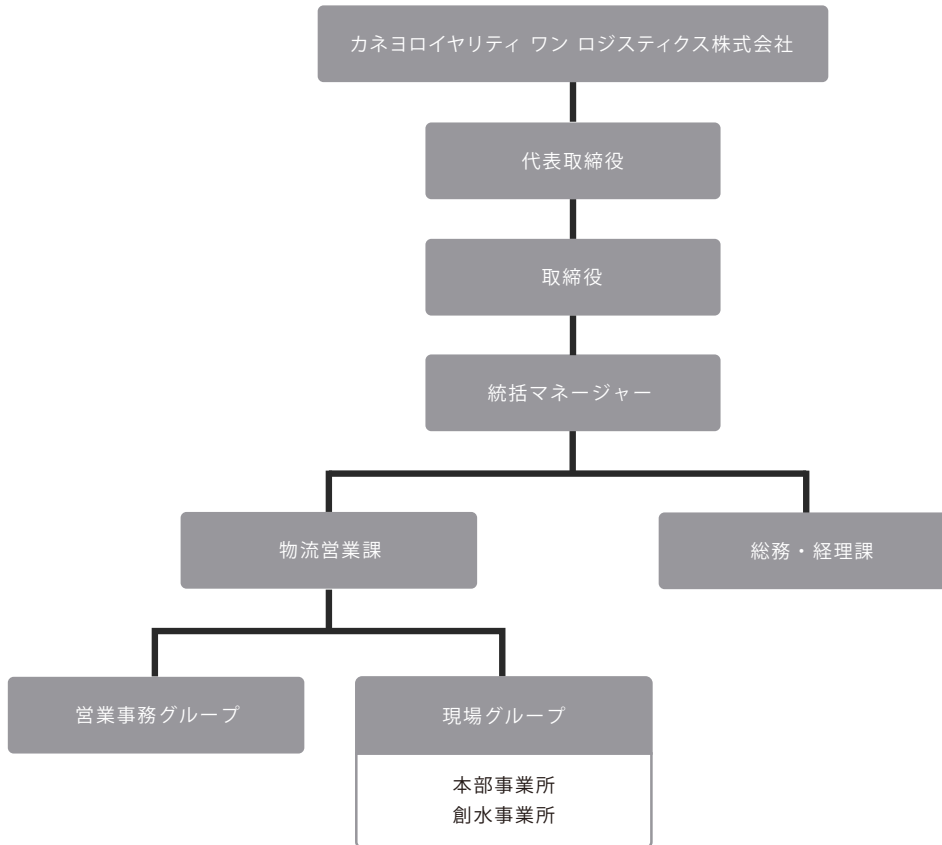 カネヨロイヤリティ ワン ロジスティクス株式会社
代表取締役
取締役
統括マネージャー
物流営業課
総務・経理課
営業事務グループ
現場グループ
本部事業所
創水事業所